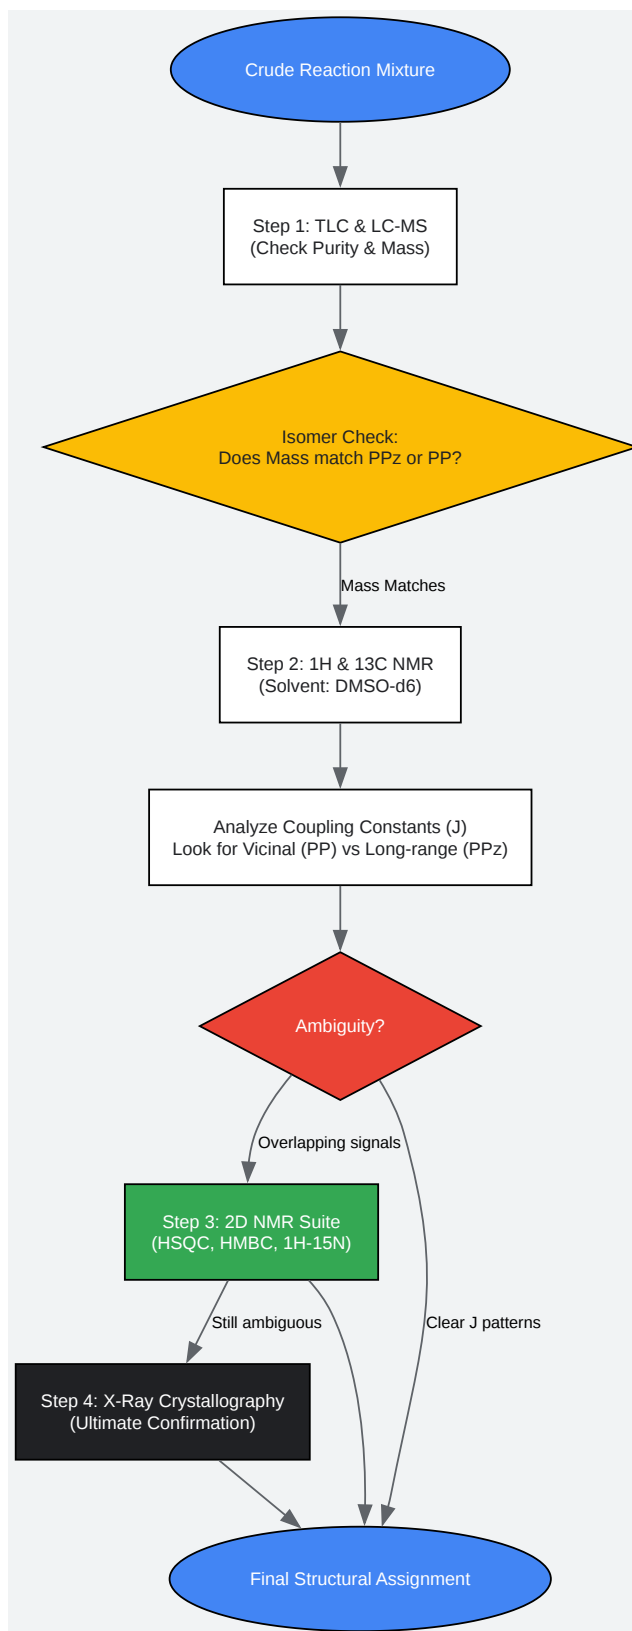 Crude Reaction Mixture
Step 1: TLC & LC-MS
(Check Purity & Mass)
Isomer Check:
Does Mass match PPz or PP?
Mass Matches
Step 2: 1H & 13C NMR
(Solvent: DMSO-d6)
Analyze Coupling Constants (J)
Look for Vicinal (PP) vs Long-range (PPz)
Ambiguity?
Overlapping signals
Step 3: 2D NMR Suite
(HSQC, HMBC, 1H-15N)
Still ambiguous
Clear J patterns
Step 4: X-Ray Crystallography
(Ultimate Confirmation)
Final Structural Assignment